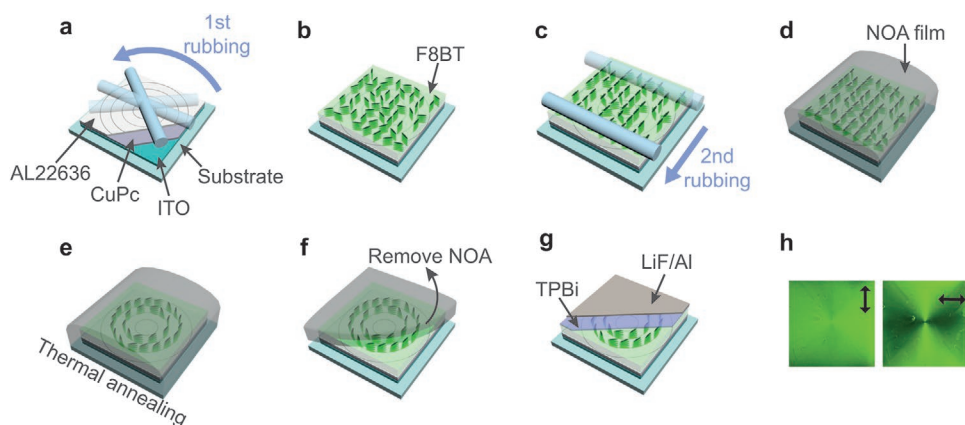 a
1st
rubbing
AL22636
CuPc
ITO
Substrate
b
F8BT
c
2nd
rubbing
d
NOA film
e
Thermal annealing
f
Remove NOA
g
LiF/Al
TPBi
h